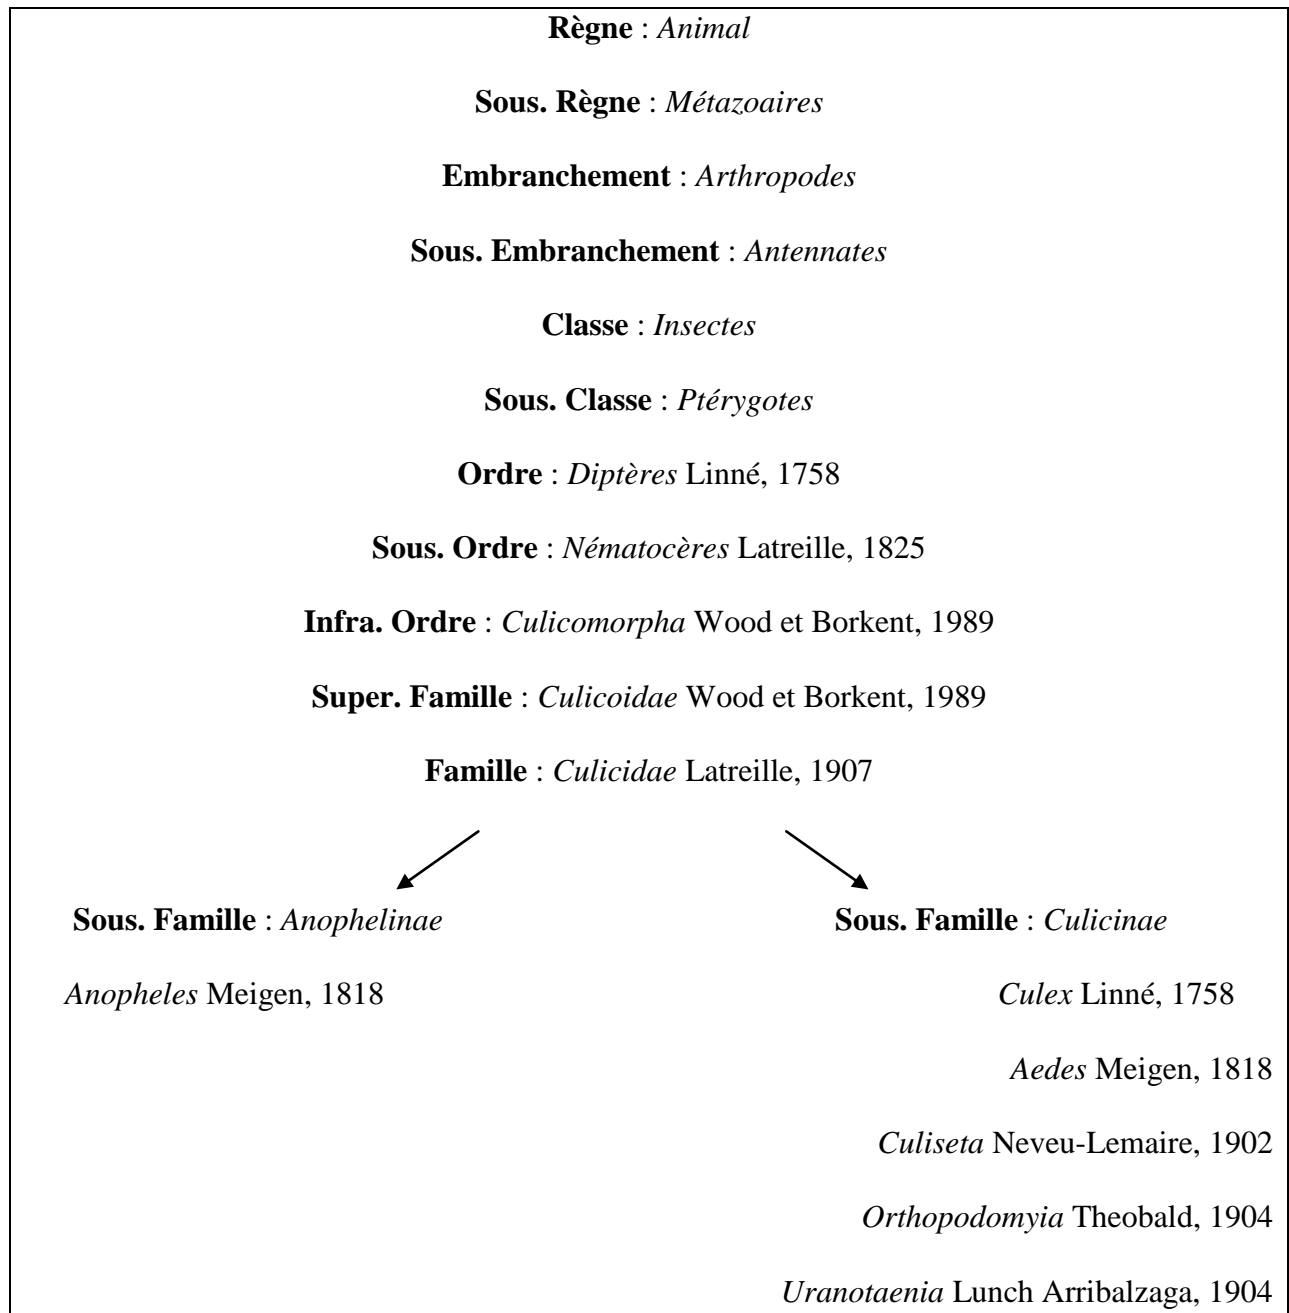 Règne : Animal
Sous. Règne : Métazoaires
Embranchement : Arthropodes
Sous. Embranchement : Antennates
Classe : Insectes
Sous. Classe : Ptérygotes
Ordre : Diptères Linné, 1758
Sous. Ordre : Nématocères Latreille, 1825
Infra. Ordre : Culicomorpha Wood et Borkent, 1989
Super. Famille : Culicoidae Wood et Borkent, 1989
Famille : Culicidae Latreille, 1907
Sous. Famille : Anophelinae
Anopheles Meigen, 1818
Sous. Famille : Culicinae
Culex Linné, 1758
Aedes Meigen, 1818
Culiseta Neveu-Lemaire, 1902
Orthopodomyia Theobald, 1904
Uranotaenia Lunch Arribalzaga, 1904